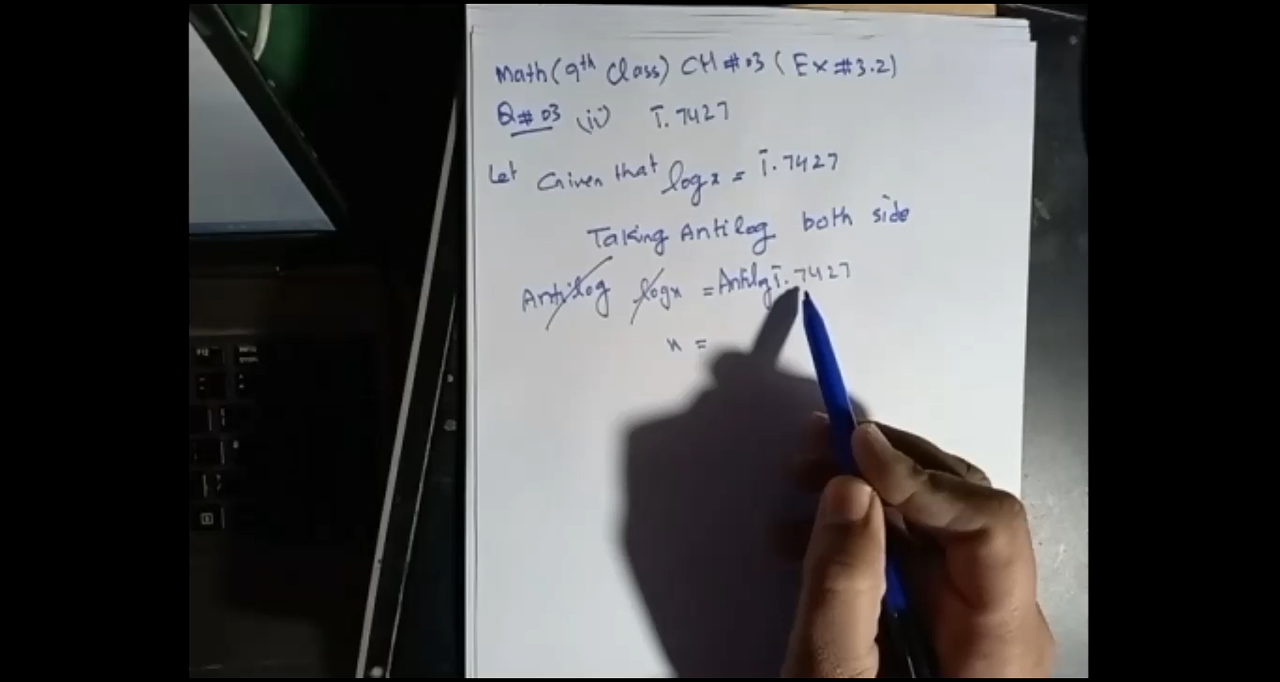 Math (9th Class) CH # 03 (Ex # 3.2)
Q# 03 (iv) 1̄.7427
Let Given that log x = 1̄.7427
Taking Antilog both side
Antilog log x = Antilog 1̄.7427
x =